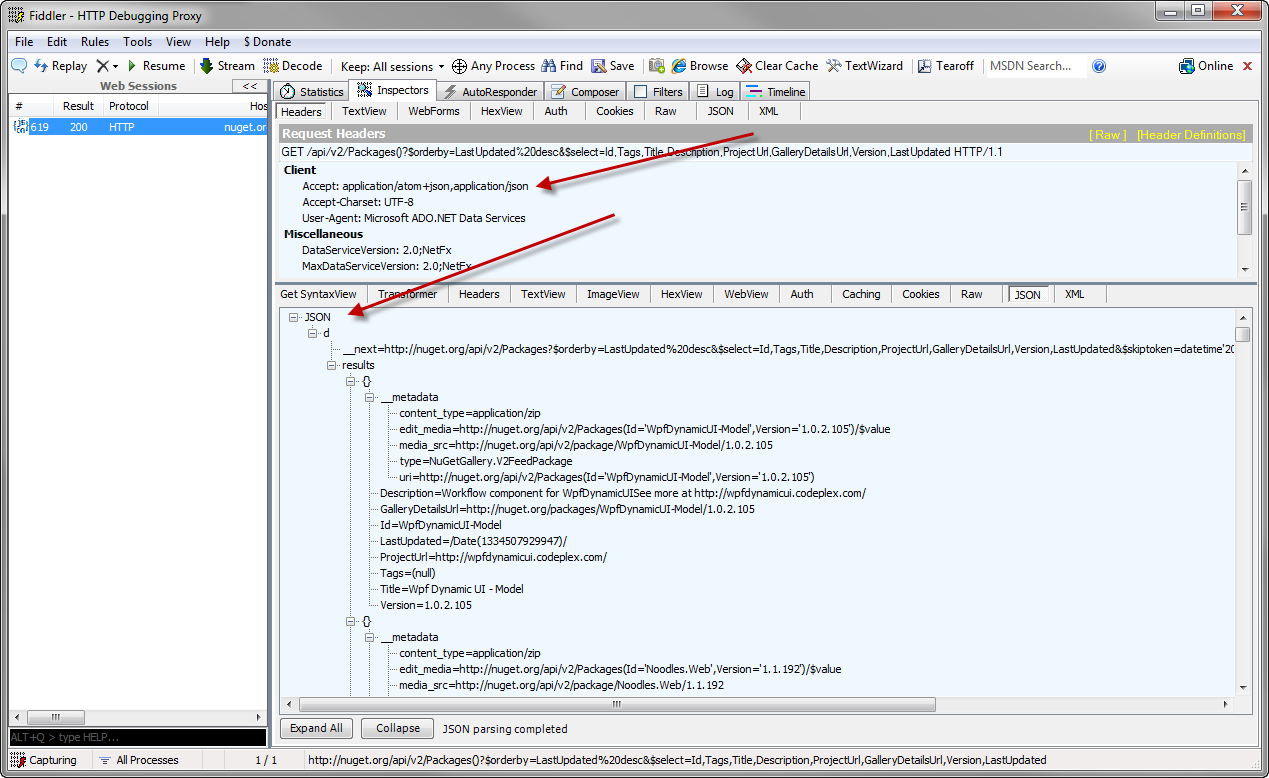 Fiddler - HTTP Debugging Proxy
File Edit Rules Tools View Help $ Donate
Replay Resume Stream Decode Keep: All sessions Any Process Find Save Browse Clear Cache TextWizard Tearoff MSDN Search... Online
Web Sessions <<
# Result Protocol Hos
619 200 HTTP nuget.or
Statistics Inspectors AutoResponder Composer Filters Log Timeline
Headers TextView WebForms HexView Auth Cookies Raw JSON XML
Request Headers [ Raw ] [Header Definitions]
GET /api/v2/Packages()?$orderby=LastUpdated%20desc&$select=Id,Tags,Title,Description,ProjectUrl,GalleryDetailsUrl,Version,LastUpdated HTTP/1.1
Client
Accept: application/atom+json,application/json
Accept-Charset: UTF-8
User-Agent: Microsoft ADO.NET Data Services
Miscellaneous
DataServiceVersion: 2.0;NetFx
MaxDataServiceVersion: 2.0;NetFx
Get SyntaxView Transformer Headers TextView ImageView HexView WebView Auth Caching Cookies Raw JSON XML
JSON
d
__next=http://nuget.org/api/v2/Packages?$orderby=LastUpdated%20desc&$select=Id,Tags,Title,Description,ProjectUrl,GalleryDetailsUrl,Version,LastUpdated&$skiptoken=datetime'20
results
{}
__metadata
content_type=application/zip
edit_media=http://nuget.org/api/v2/Packages(Id='WpfDynamicUI-Model',Version='1.0.2.105')/$value
media_src=http://nuget.org/api/v2/package/WpfDynamicUI-Model/1.0.2.105
type=NuGetGallery.V2FeedPackage
uri=http://nuget.org/api/v2/Packages(Id='WpfDynamicUI-Model',Version='1.0.2.105')
Description=Workflow component for WpfDynamicUISee more at http://wpfdynamicui.codeplex.com/
GalleryDetailsUrl=http://nuget.org/packages/WpfDynamicUI-Model/1.0.2.105
Id=WpfDynamicUI-Model
LastUpdated=/Date(1334507929947)/
ProjectUrl=http://wpfdynamicui.codeplex.com/
Tags=(null)
Title=Wpf Dynamic UI - Model
Version=1.0.2.105
{}
__metadata
content_type=application/zip
edit_media=http://nuget.org/api/v2/Packages(Id='Noodles.Web',Version='1.1.192')/$value
media_src=http://nuget.org/api/v2/package/Noodles.Web/1.1.192
Expand All Collapse JSON parsing completed
ALT+Q > type HELP...
Capturing All Processes 1 / 1 http://nuget.org/api/v2/Packages()?$orderby=LastUpdated%20desc&$select=Id,Tags,Title,Description,ProjectUrl,GalleryDetailsUrl,Version,LastUpdated